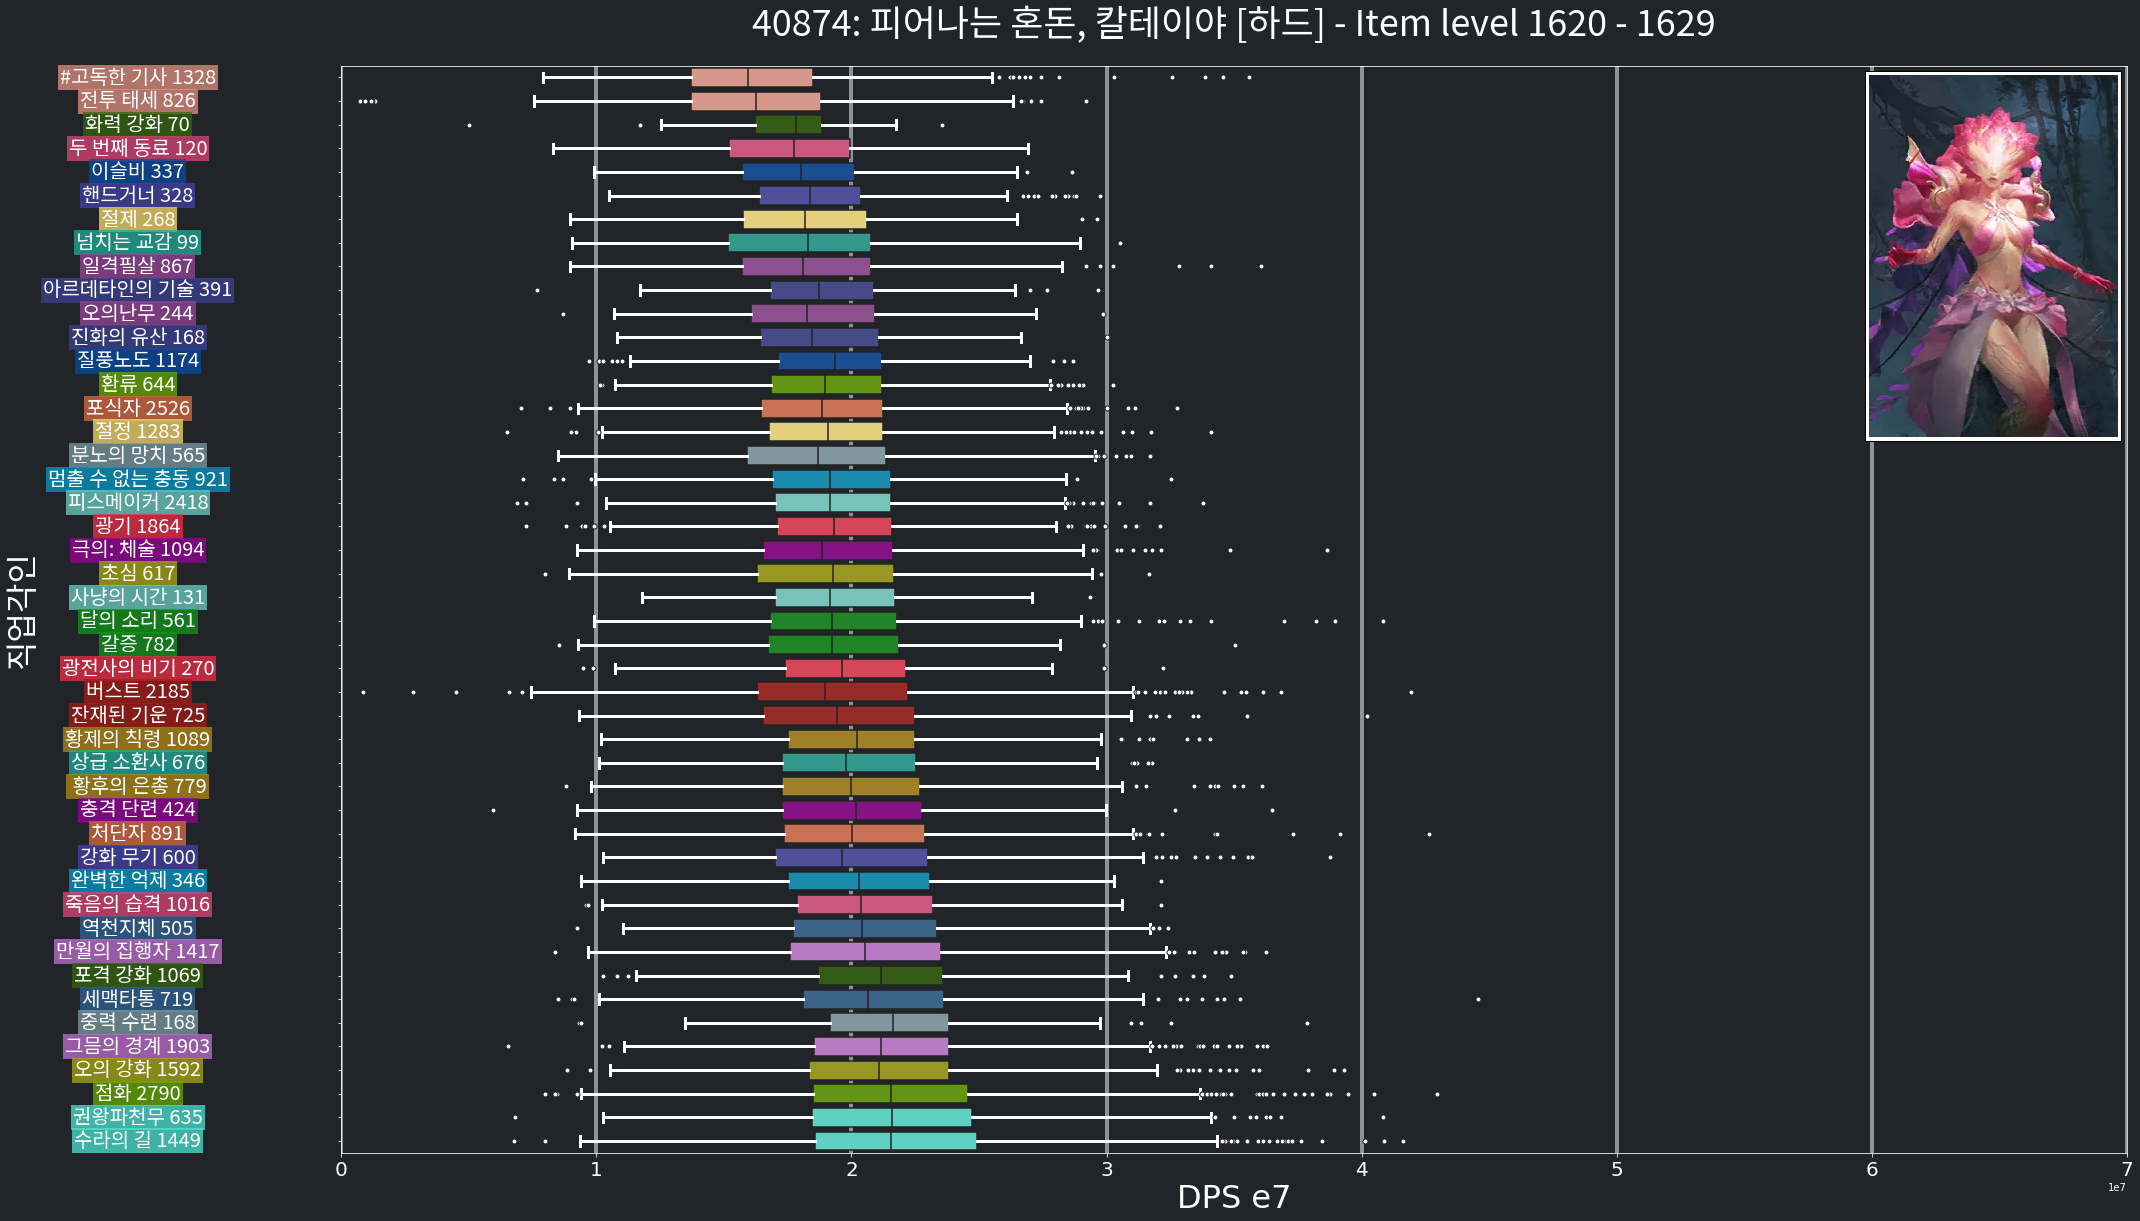 40874: 피어나는 혼돈, 칼테이야 [하드] - Item level 1620 - 1629
#고독한 기사 1328
전투 태세 826
화력 강화 70
두 번째 동료 120
이슬비 337
핸드거너 328
절제 268
넘치는 교감 99
일격필살 867
아르데타인의 기술 391
오의난무 244
진화의 유산 168
질풍노도 1174
환류 644
포식자 2526
절정 1283
분노의 망치 565
멈출 수 없는 충동 921
피스메이커 2418
광기 1864
극의: 체술 1094
초심 617
사냥의 시간 131
달의 소리 561
갈증 782
광전사의 비기 270
버스트 2185
잔재된 기운 725
황제의 칙령 1089
상급 소환사 676
황후의 은총 779
충격 단련 424
처단자 891
강화 무기 600
완벽한 억제 346
죽음의 습격 1016
역천지체 505
만월의 집행자 1417
포격 강화 1069
세맥타통 719
중력 수련 168
그믐의 경계 1903
오의 강화 1592
점화 2790
권왕파천무 635
수라의 길 1449
직업각인
0 1 2 3 4 5 6 7
1e7
DPS e7